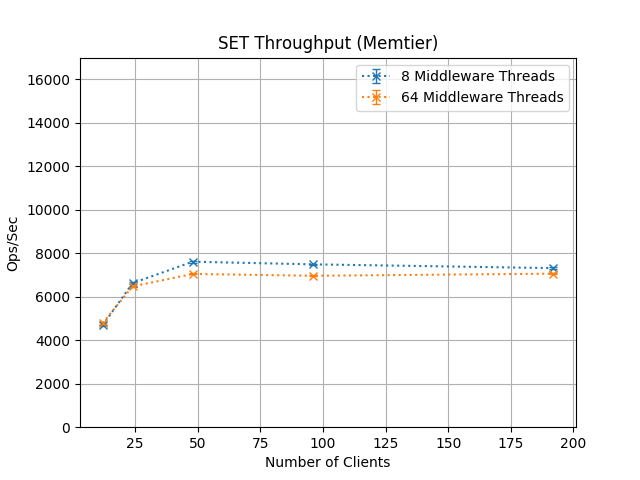 SET Throughput (Memtier)
8 Middleware Threads
64 Middleware Threads
Ops/Sec
16000
14000
12000
10000
8000
6000
4000
2000
0
25 50 75 100 125 150 175 200
Number of Clients